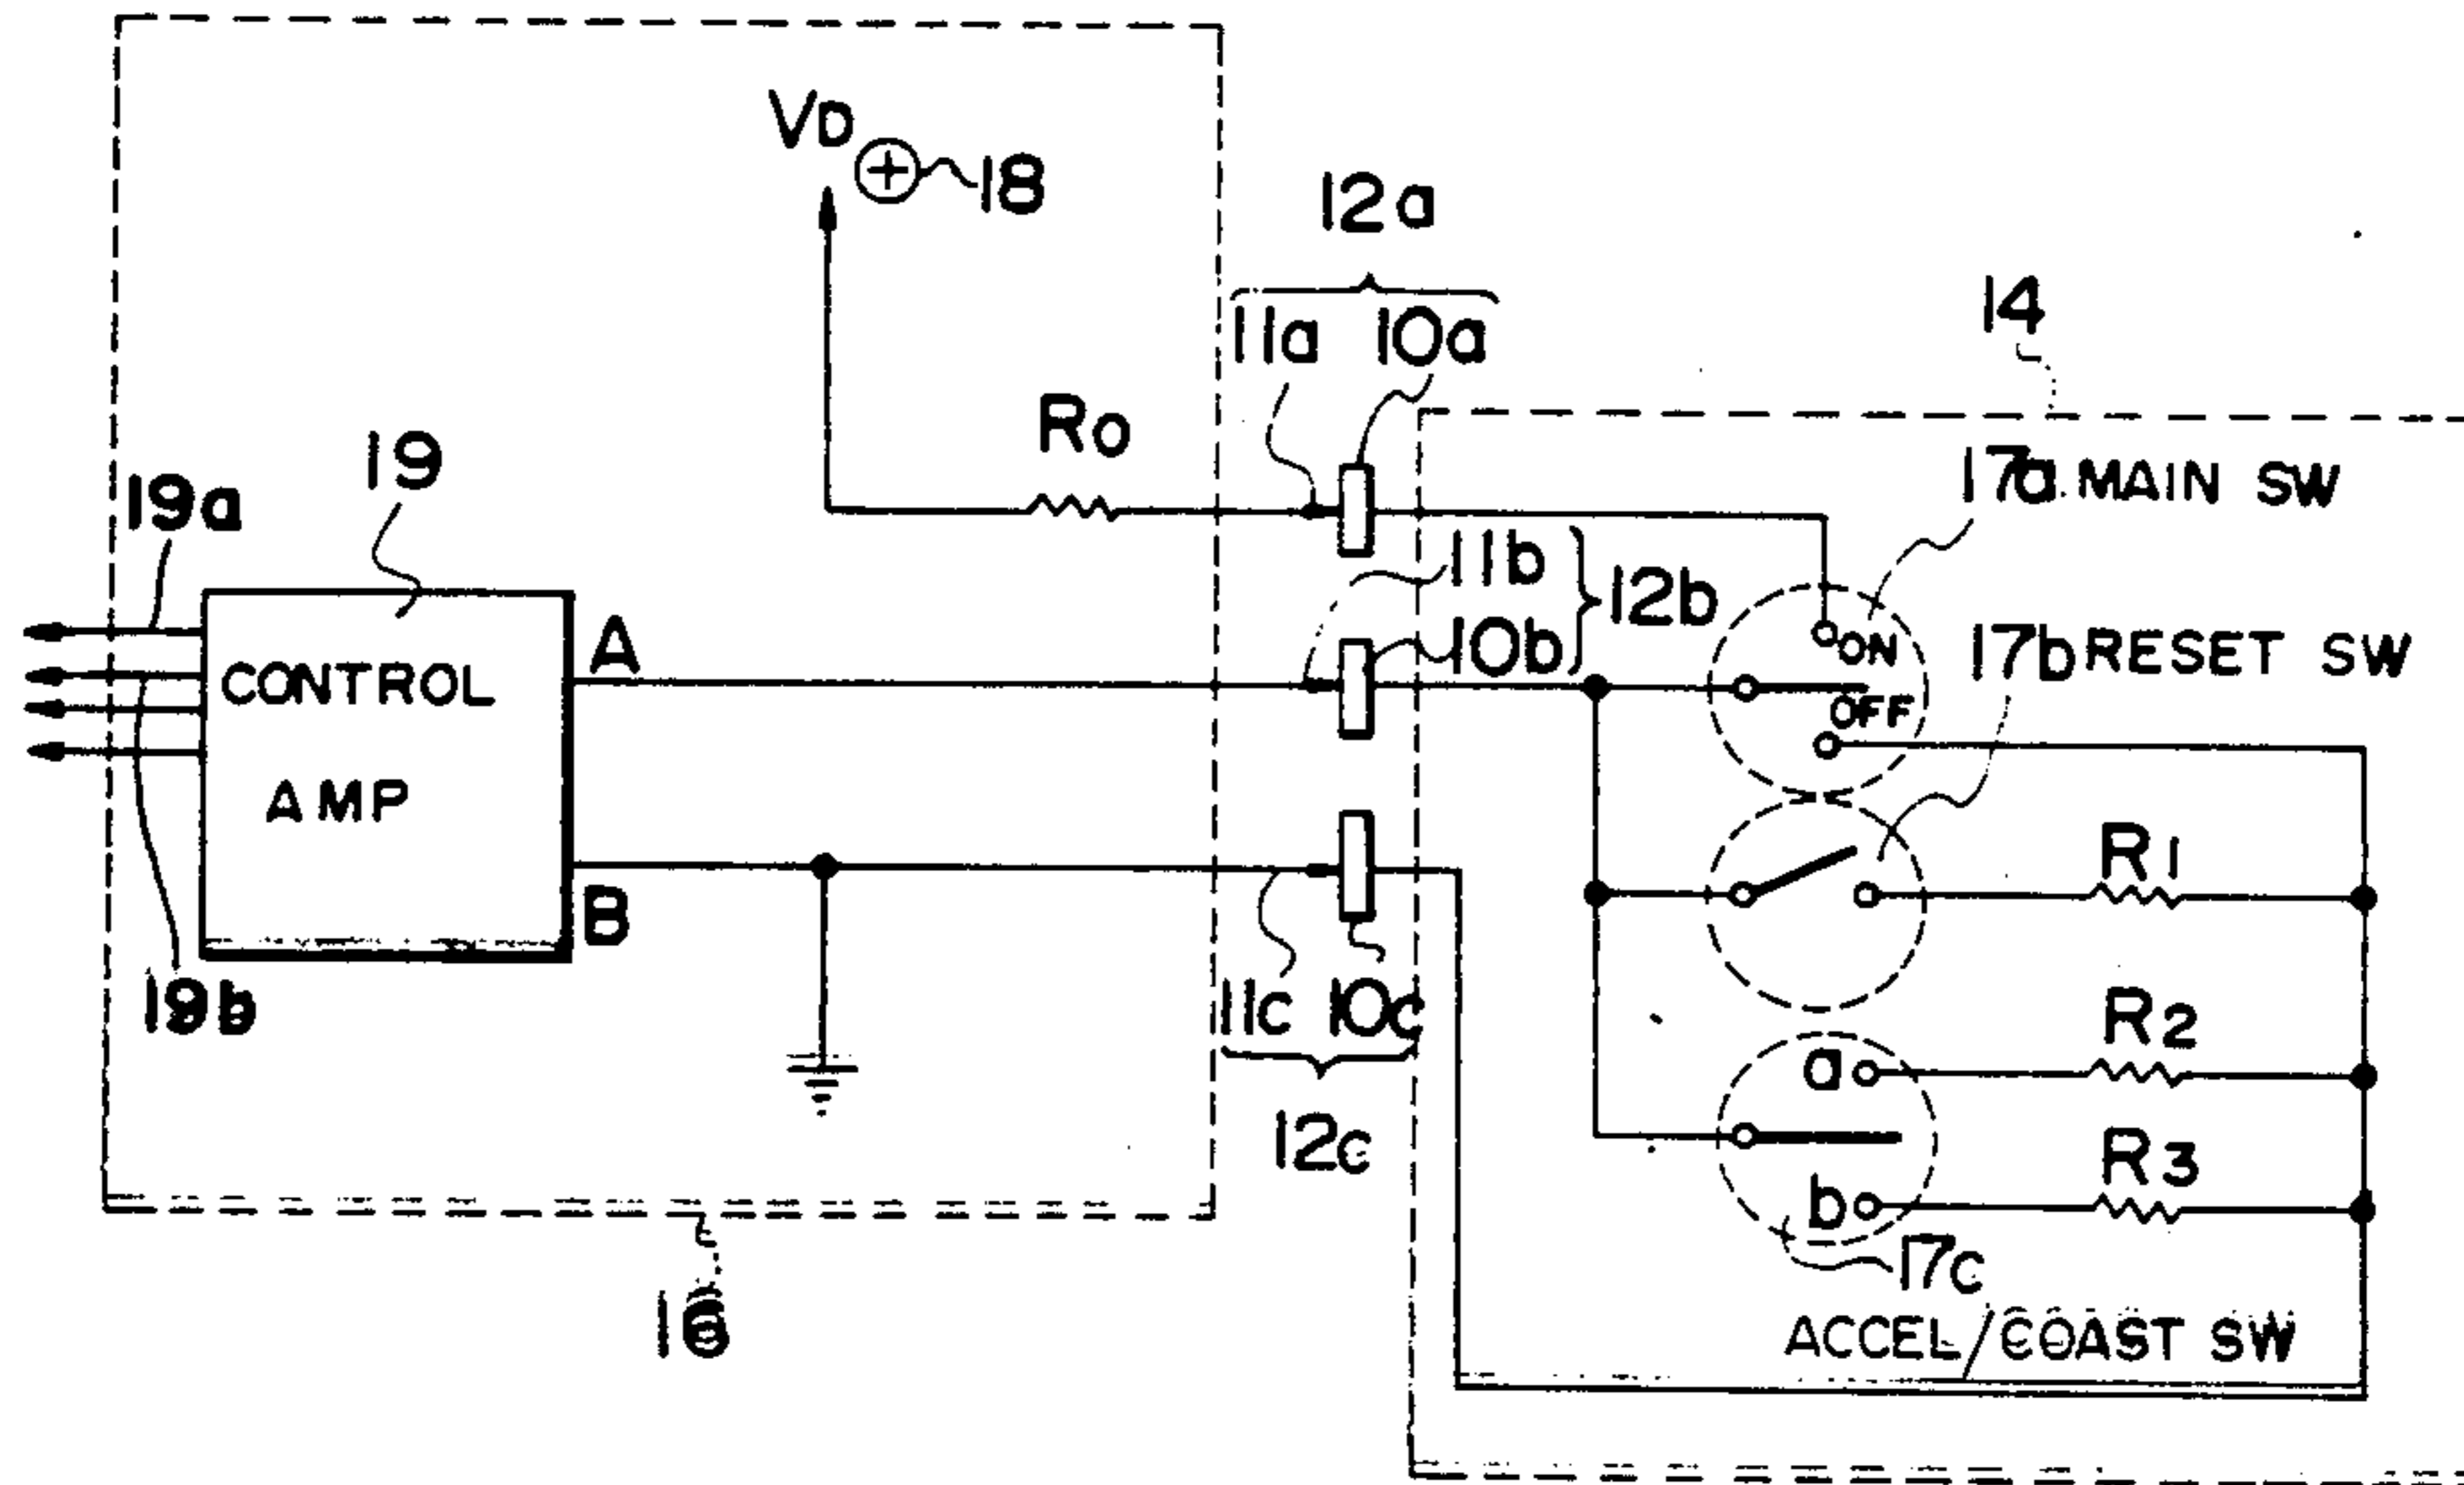 VD
18
12a
11a 10a
14
Ro
19
19a
17a MAIN SW
11b
12b
10b
ON
17b RESET SW
A
CONTROL
AMP
OFF
B
R1
19b
11c 10c
R2
a
12c
R3
b
17c
16
ACCEL/COAST SW